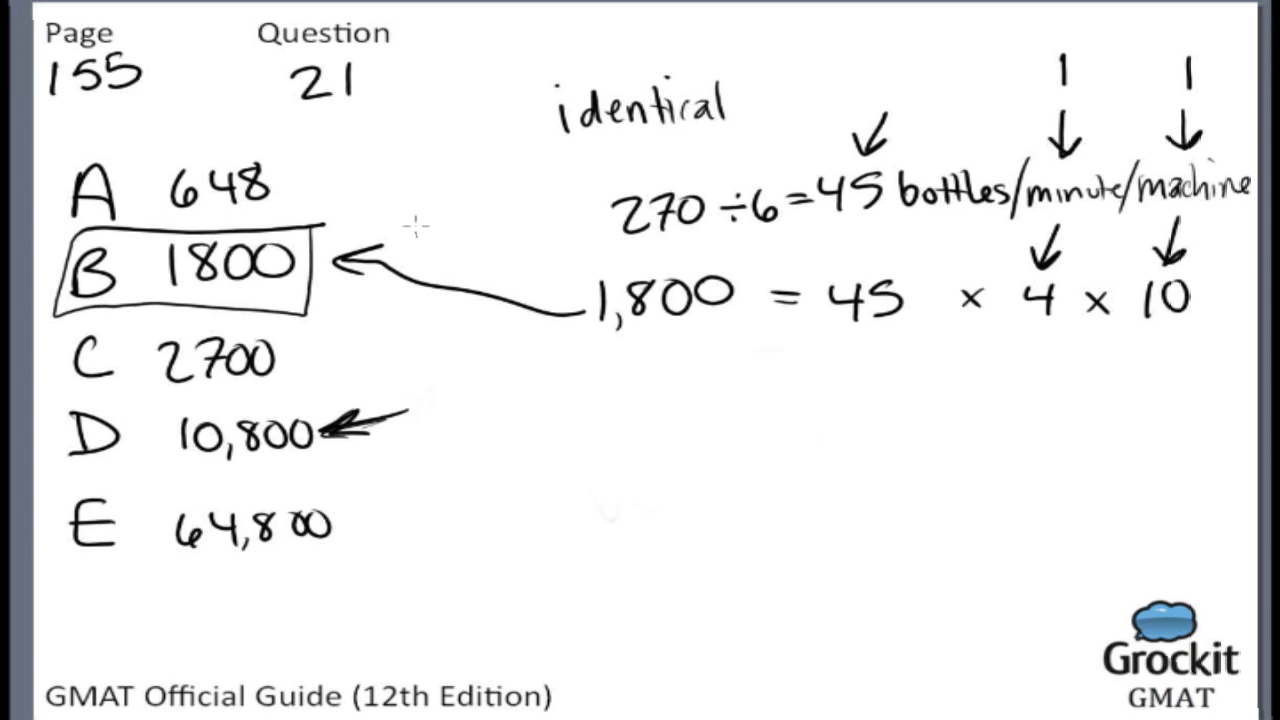 Page Question
155 21
identical
1 1
A 648
270 ÷ 6 = 45 bottles/minute/machine
B 1800
1,800 = 45 × 4 × 10
C 2700
D 10,800
E 64,800
Grockit
GMAT
GMAT Official Guide (12th Edition)